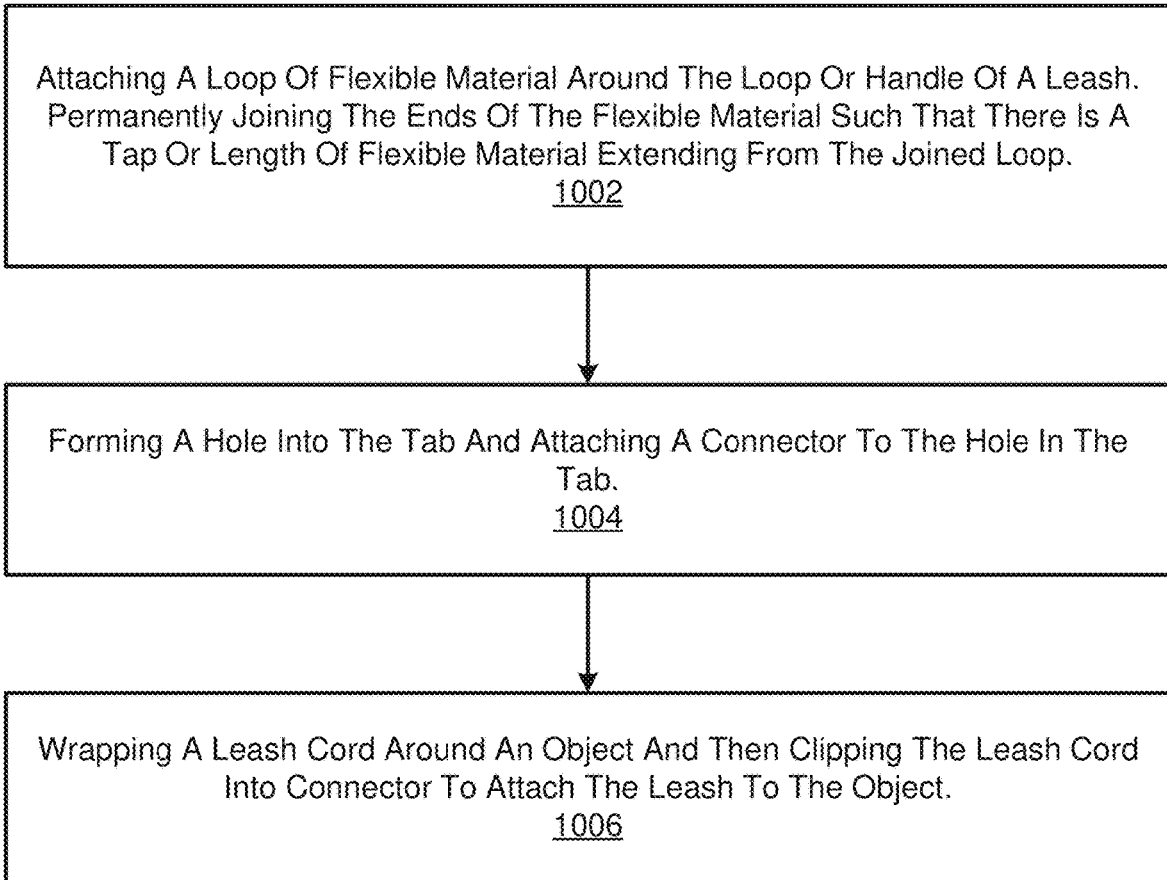 Attaching A Loop Of Flexible Material Around The Loop Or Handle Of A Leash.
Permanently Joining The Ends Of The Flexible Material Such That There Is A
Tap Or Length Of Flexible Material Extending From The Joined Loop.
1002
Forming A Hole Into The Tab And Attaching A Connector To The Hole In The
Tab.
1004
Wrapping A Leash Cord Around An Object And Then Clipping The Leash Cord
Into Connector To Attach The Leash To The Object.
1006